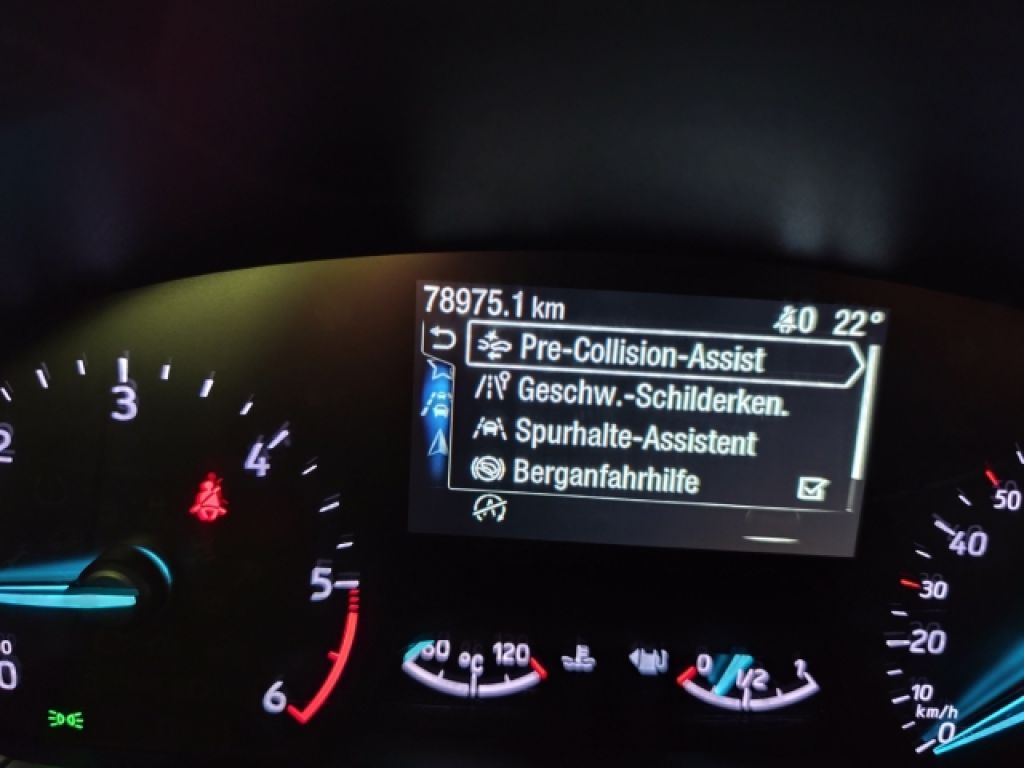 78975.1 km
0 22°
Pre-Collision-Assist
Geschw.-Schilderken.
Spurhalte-Assistent
Berganfahrhilfe
2
3
4
5
6
0
60 °C 120
0 1/2 1
50
40
30
20
10
km/h
0